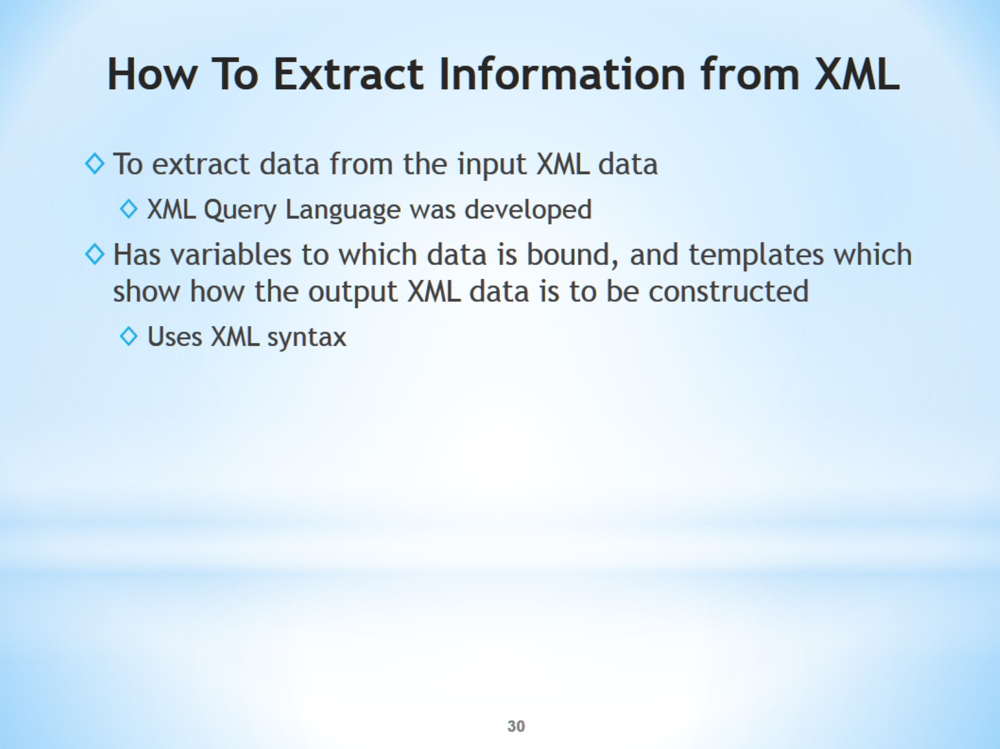 How To Extract Information from XML
◇ To extract data from the input XML data
◇ XML Query Language was developed
◇ Has variables to which data is bound, and templates which
show how the output XML data is to be constructed
◇ Uses XML syntax
30